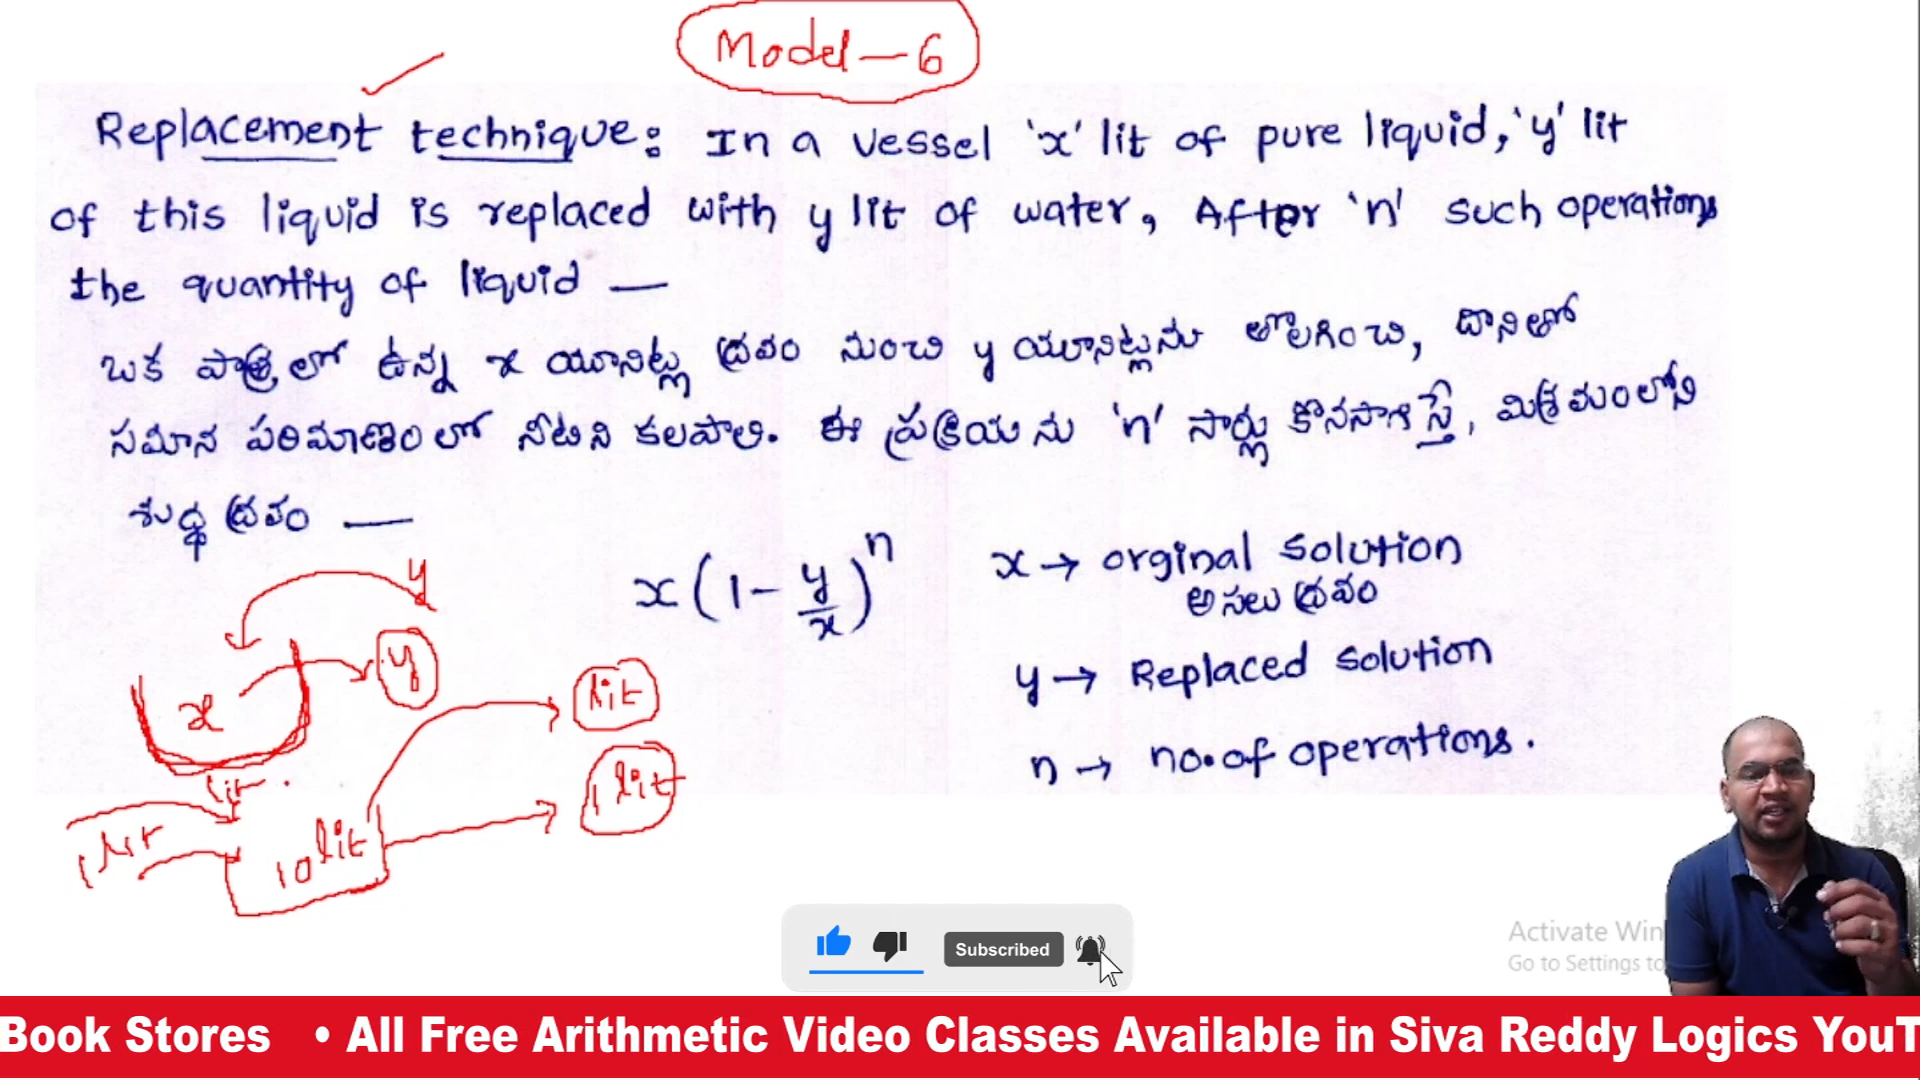 Model-6
Replacement technique: In a vessel 'x' lit of pure liquid, 'y' lit
of this liquid is replaced with y lit of water, After 'n' such operations
the quantity of liquid —
ఒక పాత్రలో ఉన్న x యూనిట్ల ద్రవం నుంచి y యూనిట్లను తొలగించి, దానితో
సమాన పరిమాణంలో నీటిని కలపాలి. ఈ ప్రక్రియను 'n' సార్లు కొనసాగిస్తే, మిశ్రమంలోని
శుద్ధ ద్రవం —
x(1-y/x)^n
x → orginal solution
అసలు ద్రవం
y → Replaced solution
n → no.of operations.
y
y
x
lit
1 lit
lit
1 lit
10 lit
Subscribed
Activate Win
Go to Settings to
Book Stores • All Free Arithmetic Video Classes Available in Siva Reddy Logics YouT